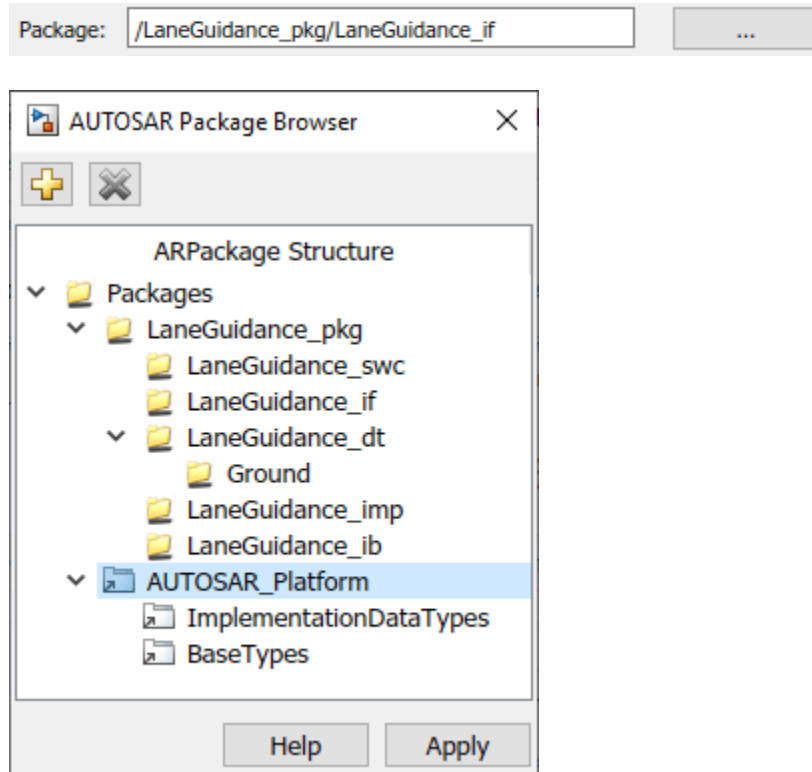 Package: /LaneGuidance_pkg/LaneGuidance_if ...
AUTOSAR Package Browser
ARPackage Structure
Packages
LaneGuidance_pkg
LaneGuidance_swc
LaneGuidance_if
LaneGuidance_dt
Ground
LaneGuidance_imp
LaneGuidance_ib
AUTOSAR_Platform
ImplementationDataTypes
BaseTypes
Help Apply